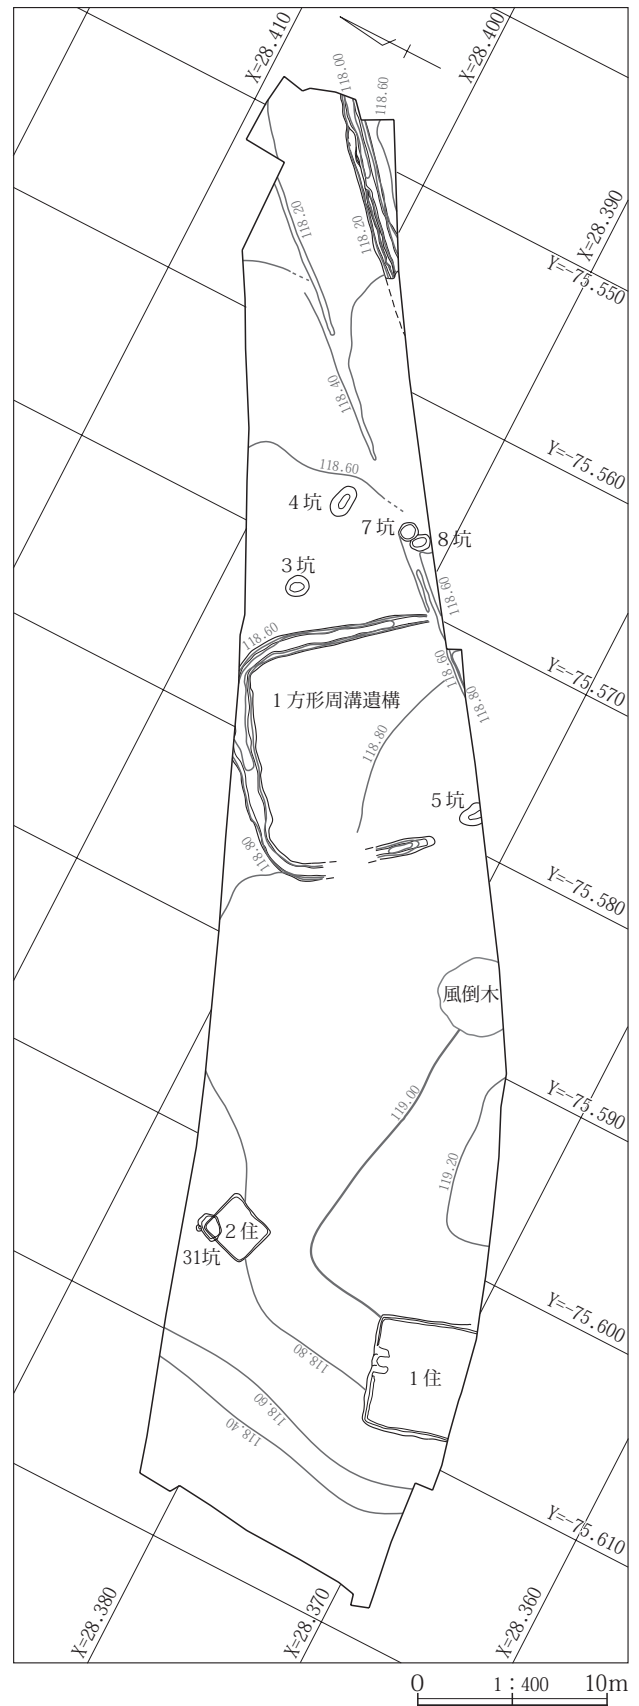 X=28.410
X=28.400
118.00
118.60
X=28.390
118.20
118.20
Y=-75.550
118.40
118.60
Y=-75.560
4坑
7坑
8坑
3坑
118.60
118.60
118.60
Y=-75.570
1方形周溝遺構
118.80
118.80
5坑
118.80
Y=-75.580
風倒木
119.00
Y=-75.590
119.20
2住
31坑
Y=-75.600
118.80
1住
118.60
118.40
Y=-75.610
X=28.380
X=28.370
X=28.360
0 1:400 10m